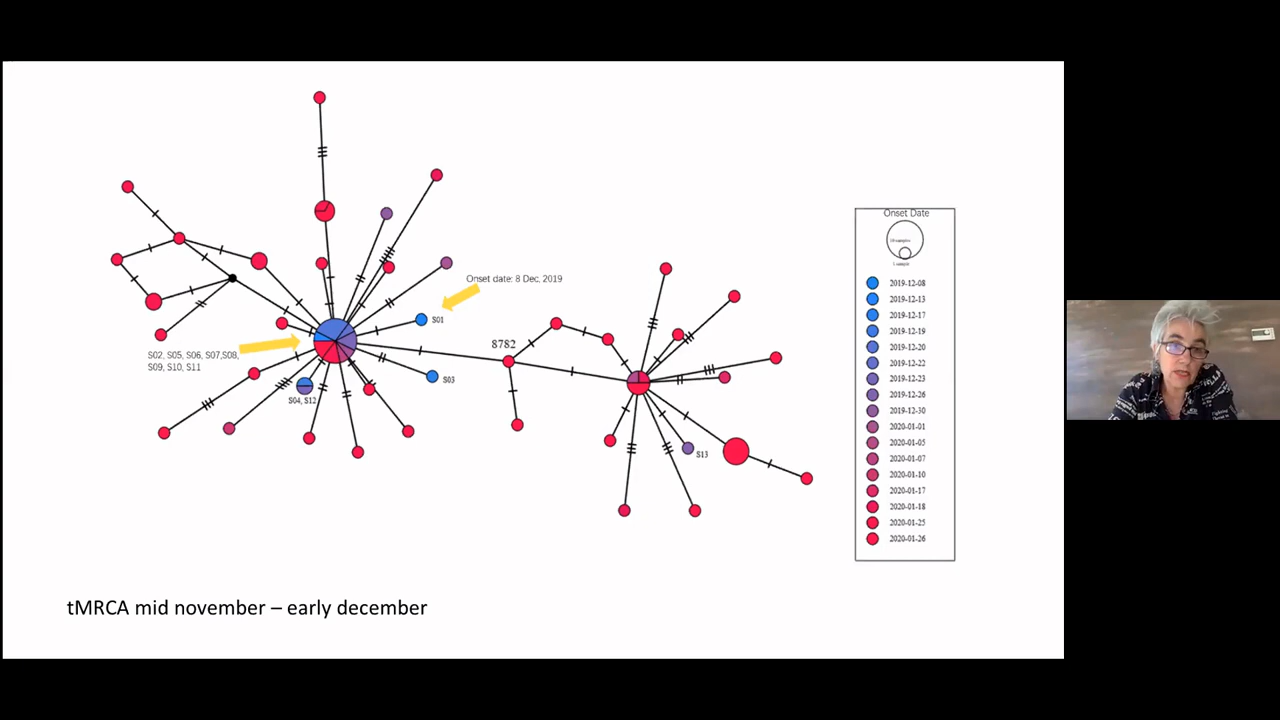 Onset Date
10 samples
1 sample
Onset date: 8 Dec, 2019
S01
8782
S02, S05, S06, S07,S08,
S09, S10, S11
S03
S04, S12
S13
2019-12-08
2019-12-13
2019-12-17
2019-12-19
2019-12-20
2019-12-22
2019-12-23
2019-12-26
2019-12-30
2020-01-01
2020-01-05
2020-01-07
2020-01-10
2020-01-17
2020-01-18
2020-01-25
2020-01-26
tMRCA mid november – early december